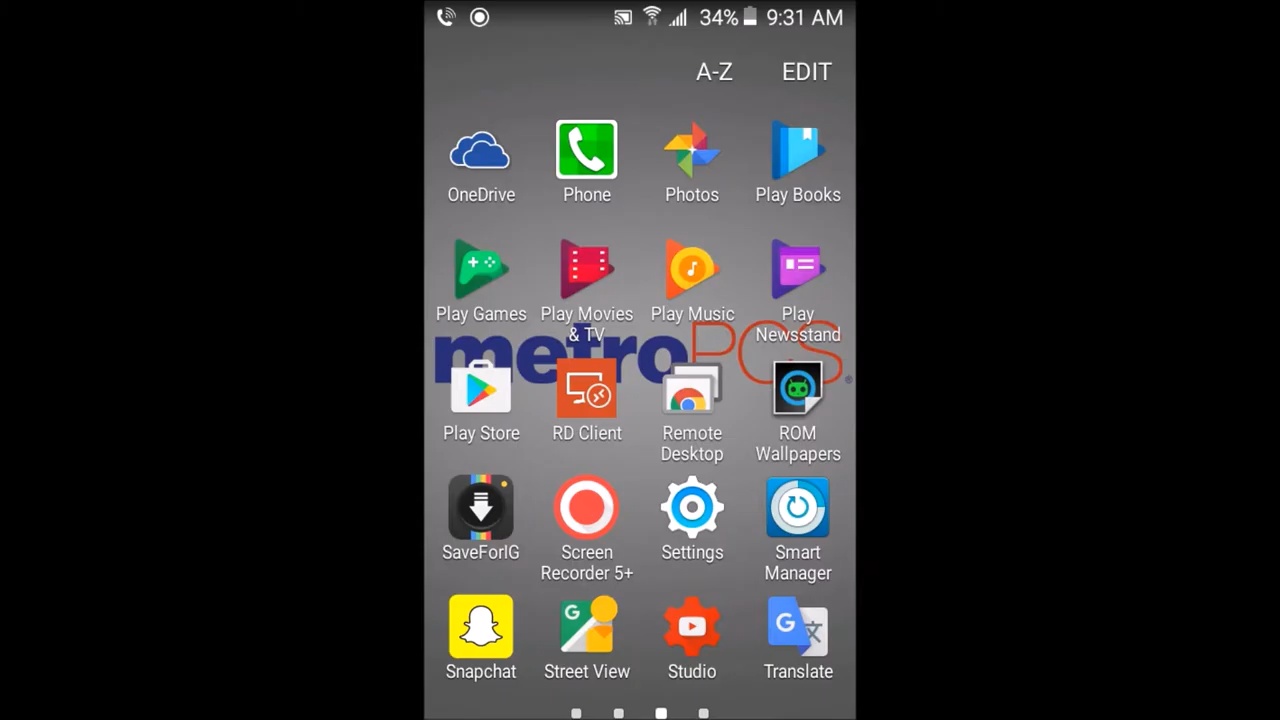 34% 9:31 AM
A-Z EDIT
OneDrive Phone Photos Play Books
Play Games Play Movies Play Music Play
& TV Newsstand
metroPCS®
Play Store RD Client Remote ROM
Desktop Wallpapers
SaveForIG Screen Settings Smart
Recorder 5+ Manager
Snapchat Street View Studio Translate